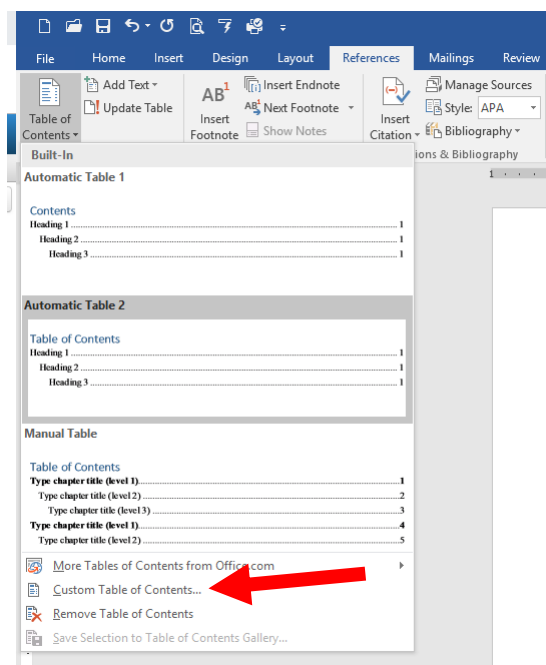 File Home Insert Design Layout References Mailings Review
Table of Contents
Add Text
Update Table
AB1
Insert Footnote
Insert Endnote
Next Footnote
Show Notes
Insert Citation
Manage Sources
Style: APA
Bibliography
ions & Bibliography
1
Built-In
Automatic Table 1
Contents
Heading 1 1
Heading 2 1
Heading 3 1
Automatic Table 2
Table of Contents
Heading 1 1
Heading 2 1
Heading 3 1
Manual Table
Table of Contents
Type chapter title (level 1) 1
Type chapter title (level 2) 2
Type chapter title (level 3) 3
Type chapter title (level 1) 4
Type chapter title (level 2) 5
More Tables of Contents from Office.com
Custom Table of Contents...
Remove Table of Contents
Save Selection to Table of Contents Gallery...